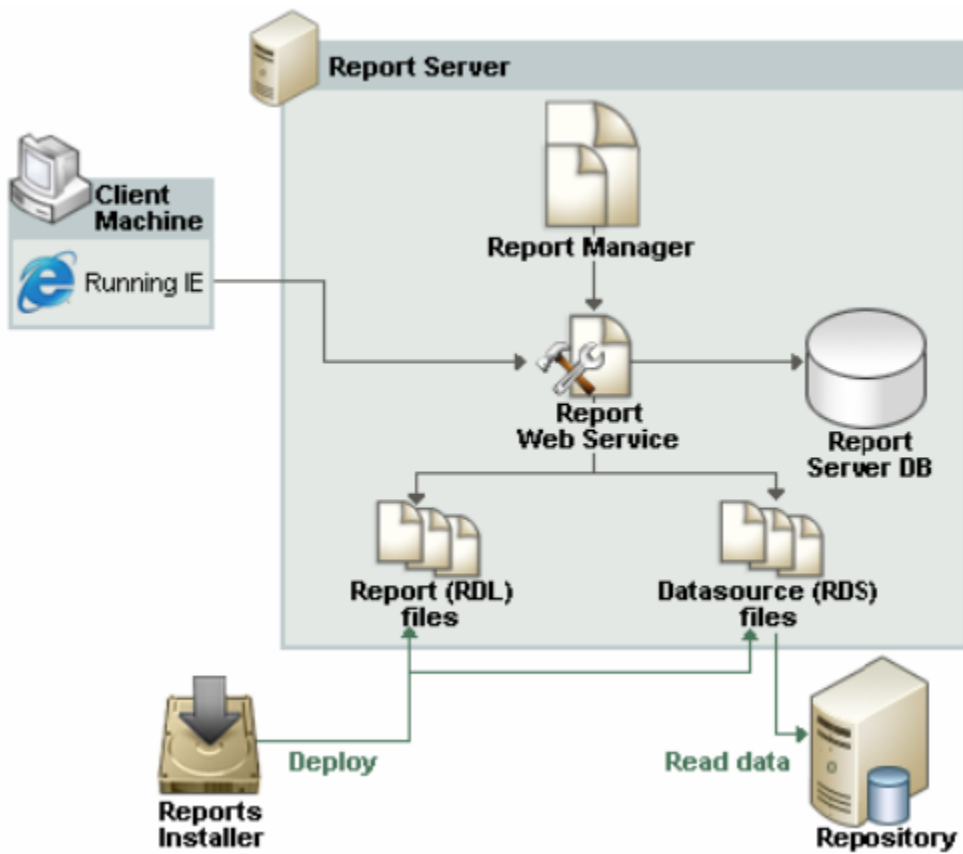 Report Server
Client
Machine
Running IE
Report Manager
Report
Web Service
Report
Server DB
Report (RDL)
files
Datasource (RDS)
files
Deploy
Read data
Reports
Installer
Repository